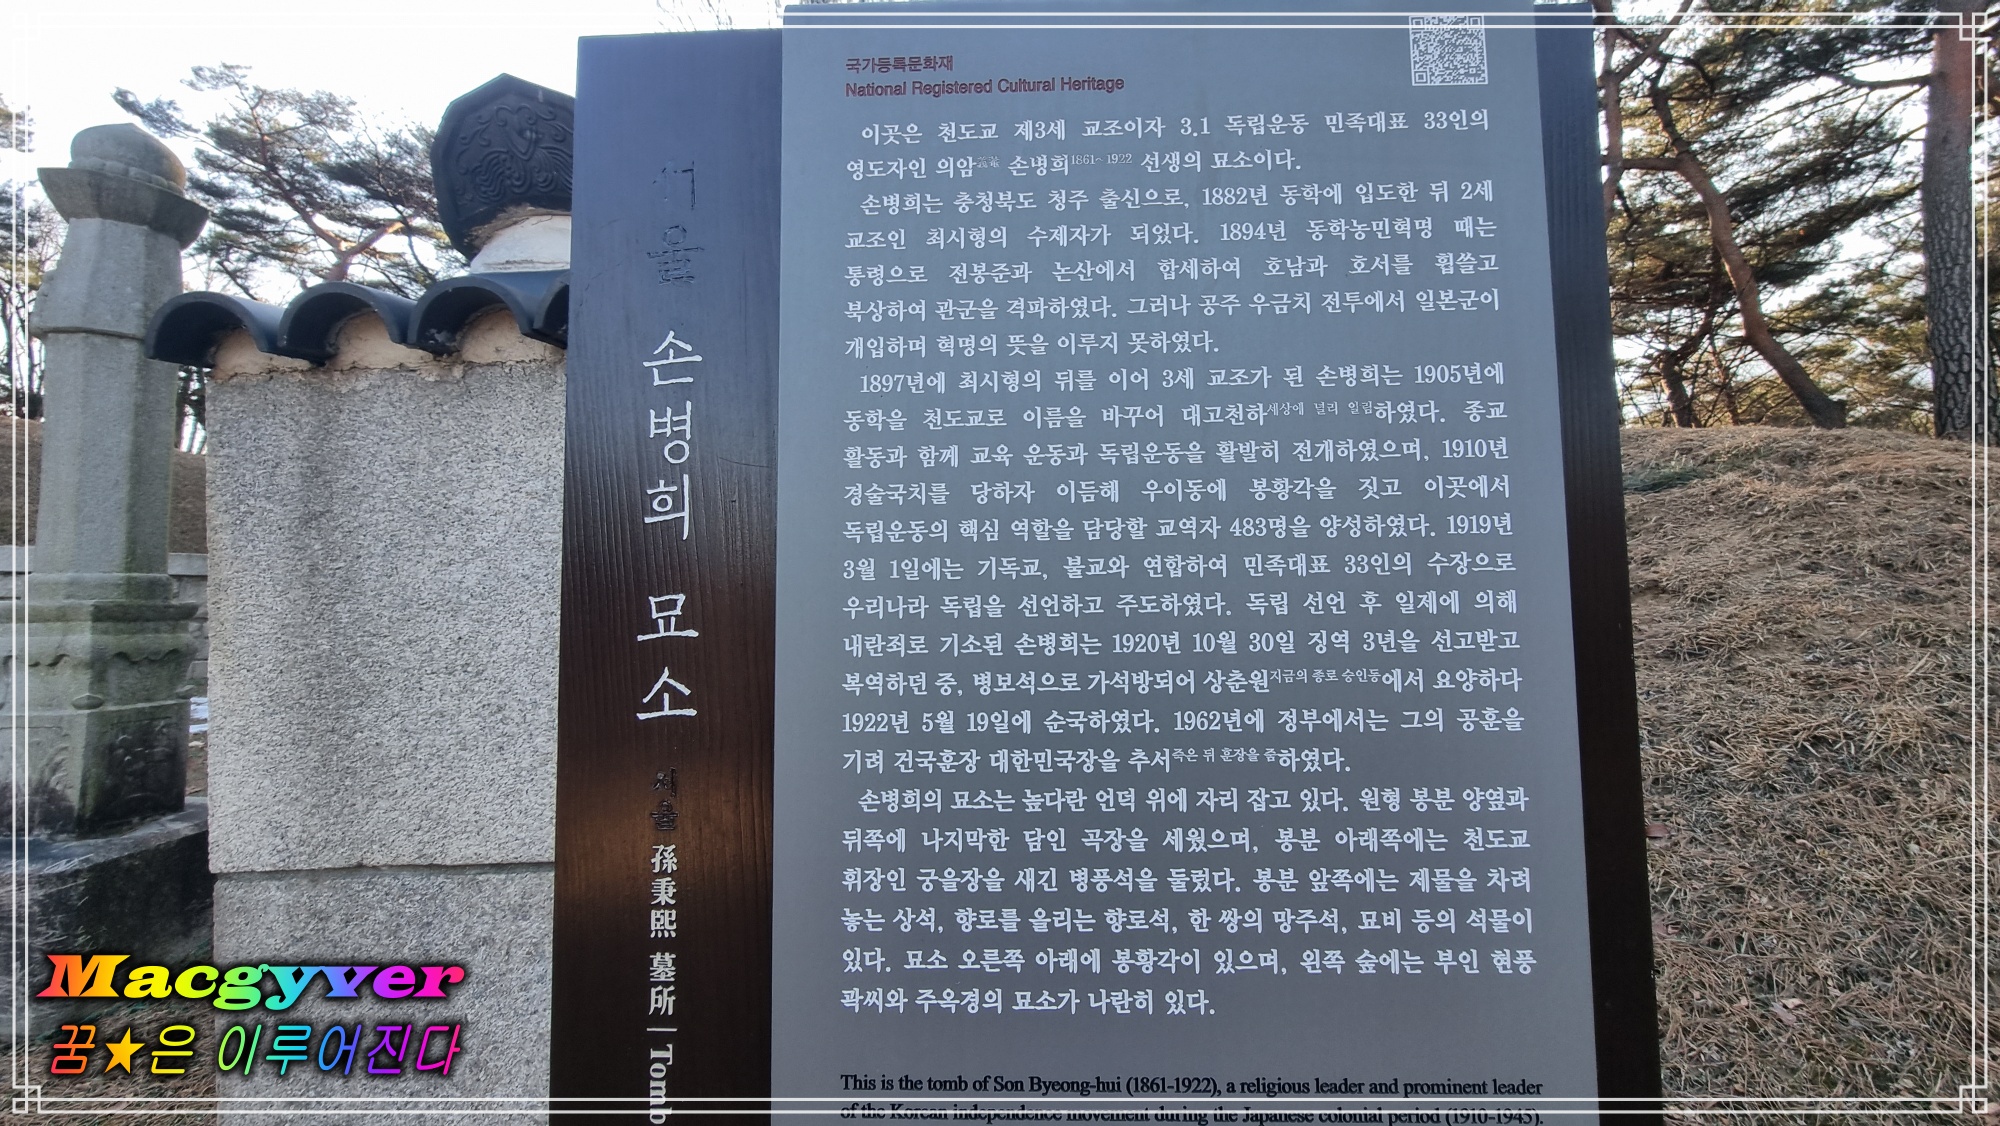 국가등록문화재
National Registered Cultural Heritage
이곳은 천도교 제3세 교조이자 3.1 독립운동 민족대표 33인의
영도자인 의암義菴 손병희1861~1922 선생의 묘소이다.
손병희는 충청북도 청주 출신으로, 1882년 동학에 입도한 뒤 2세
교조인 최시형의 수제자가 되었다. 1894년 동학농민혁명 때는
통령으로 전봉준과 논산에서 합세하여 호남과 호서를 휩쓸고
북상하여 관군을 격파하였다. 그러나 공주 우금치 전투에서 일본군이
개입하며 혁명의 뜻을 이루지 못하였다.
1897년에 최시형의 뒤를 이어 3세 교조가 된 손병희는 1905년에
동학을 천도교로 이름을 바꾸어 대고천하세상에 널리 알림하였다. 종교
활동과 함께 교육 운동과 독립운동을 활발히 전개하였으며, 1910년
경술국치를 당하자 이듬해 우이동에 봉황각을 짓고 이곳에서
독립운동의 핵심 역할을 담당할 교역자 483명을 양성하였다. 1919년
3월 1일에는 기독교, 불교와 연합하여 민족대표 33인의 수장으로
우리나라 독립을 선언하고 주도하였다. 독립 선언 후 일제에 의해
내란죄로 기소된 손병희는 1920년 10월 30일 징역 3년을 선고받고
복역하던 중, 병보석으로 가석방되어 상춘원지금의 종로 숭인동에서 요양하다
1922년 5월 19일에 순국하였다. 1962년에 정부에서는 그의 공훈을
기려 건국훈장 대한민국장을 추서죽은 뒤 훈장을 줌하였다.
손병희의 묘소는 높다란 언덕 위에 자리 잡고 있다. 원형 봉분 양옆과
뒤쪽에 나지막한 담인 곡장을 세웠으며, 봉분 아래쪽에는 천도교
휘장인 궁을장을 새긴 병풍석을 둘렀다. 봉분 앞쪽에는 제물을 차려
놓는 상석, 향로를 올리는 향로석, 한 쌍의 망주석, 묘비 등의 석물이
있다. 묘소 오른쪽 아래에 봉황각이 있으며, 왼쪽 숲에는 부인 현풍
곽씨와 주옥경의 묘소가 나란히 있다.
This is the tomb of Son Byeong-hui (1861-1922), a religious leader and prominent leader
of the Korean independence movement during the Japanese colonial period (1910-1945).
서울 손병희 묘소
서울 孫秉熙 墓所 | Tomb
Macgyver
꿈★은 이루어진다